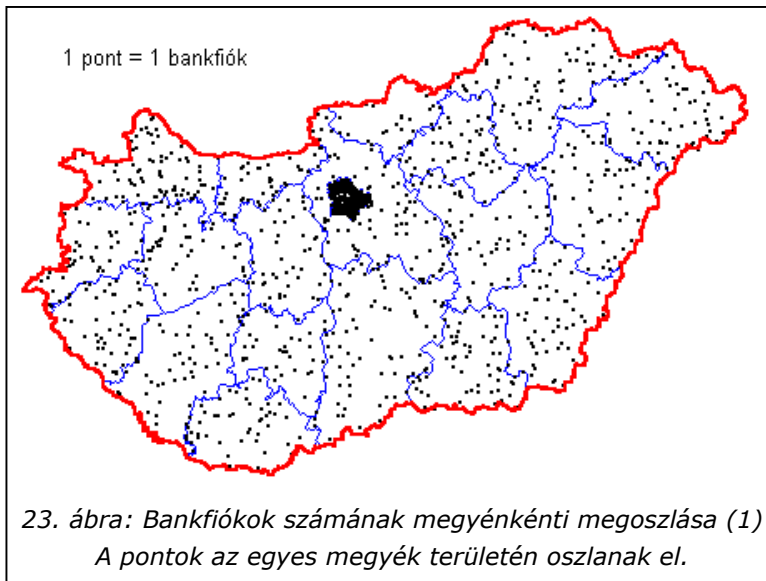 1 pont = 1 bankfiók
23. ábra: Bankfiókok számának megyénkénti megoszlása (1)
A pontok az egyes megyék területén oszlanak el.